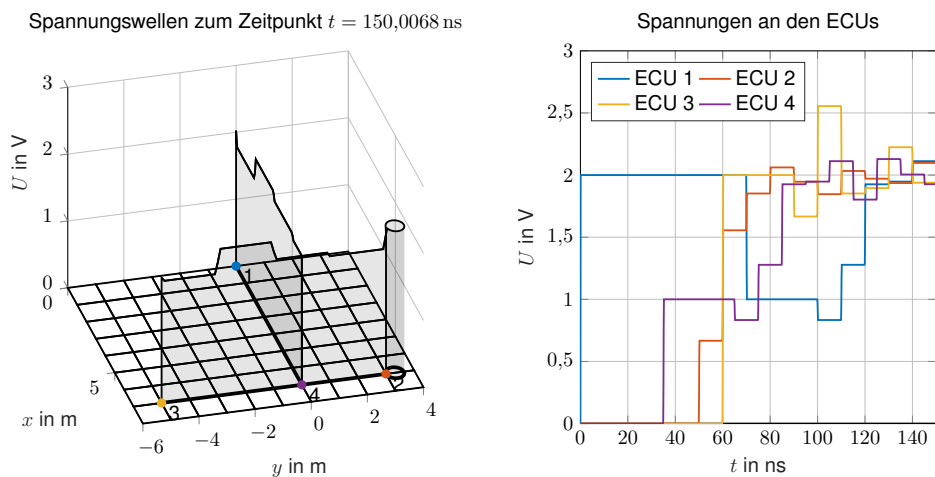 Spannungswellen zum Zeitpunkt t = 150,0068 ns
3
2
1
0
U in V
0
5
x in m
−6
−4
−2
0
2
4
y in m
1
2
3
4
Spannungen an den ECUs
3
2,5
2
1,5
1
0,5
0
U in V
ECU 1
ECU 2
ECU 3
ECU 4
0
20
40
60
80
100
120
140
t in ns